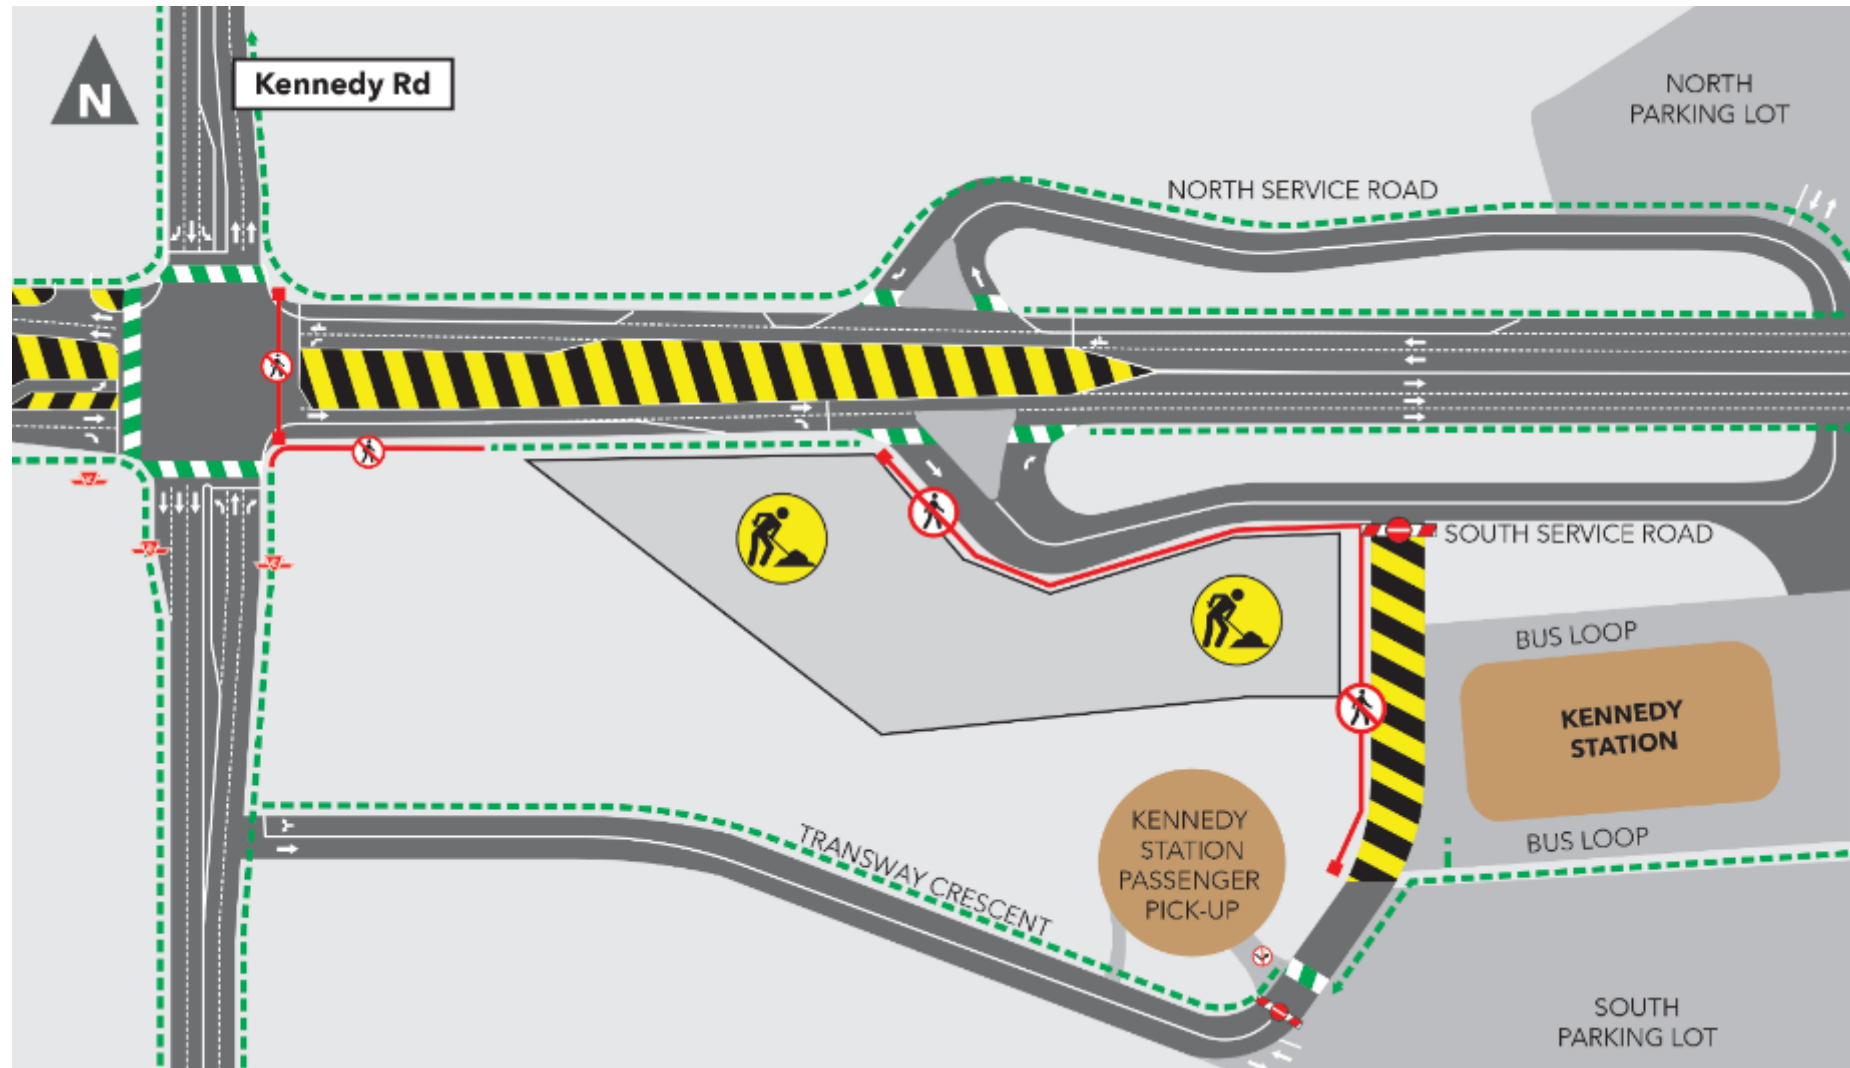 N
Kennedy Rd
NORTH
PARKING LOT
NORTH SERVICE ROAD
SOUTH SERVICE ROAD
BUS LOOP
KENNEDY
STATION
BUS LOOP
KENNEDY
STATION
PASSENGER
PICK-UP
TRANSWAY CRESCENT
SOUTH
PARKING LOT